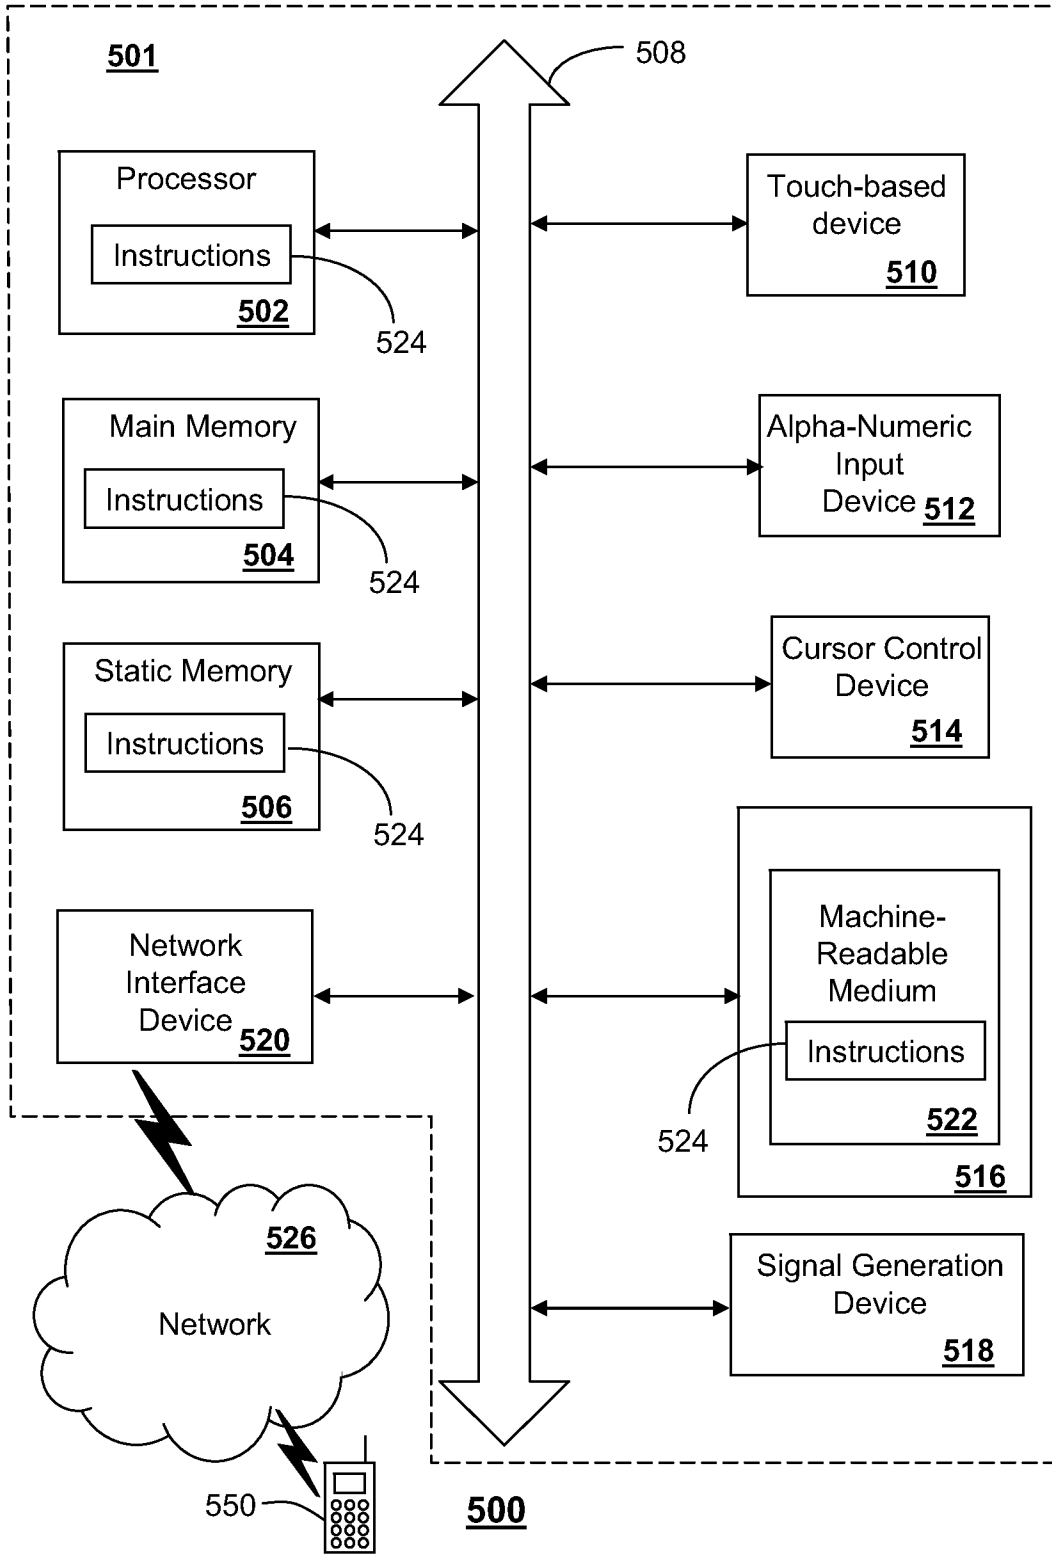 501
508
Processor
Instructions
502
524
Touch-based
device
510
Main Memory
Instructions
504
524
Alpha-Numeric
Input
Device
512
Static Memory
Instructions
506
524
Cursor Control
Device
514
Network
Interface
Device
520
Machine-
Readable
Medium
Instructions
522
524
516
526
Network
Signal Generation
Device
518
550
500